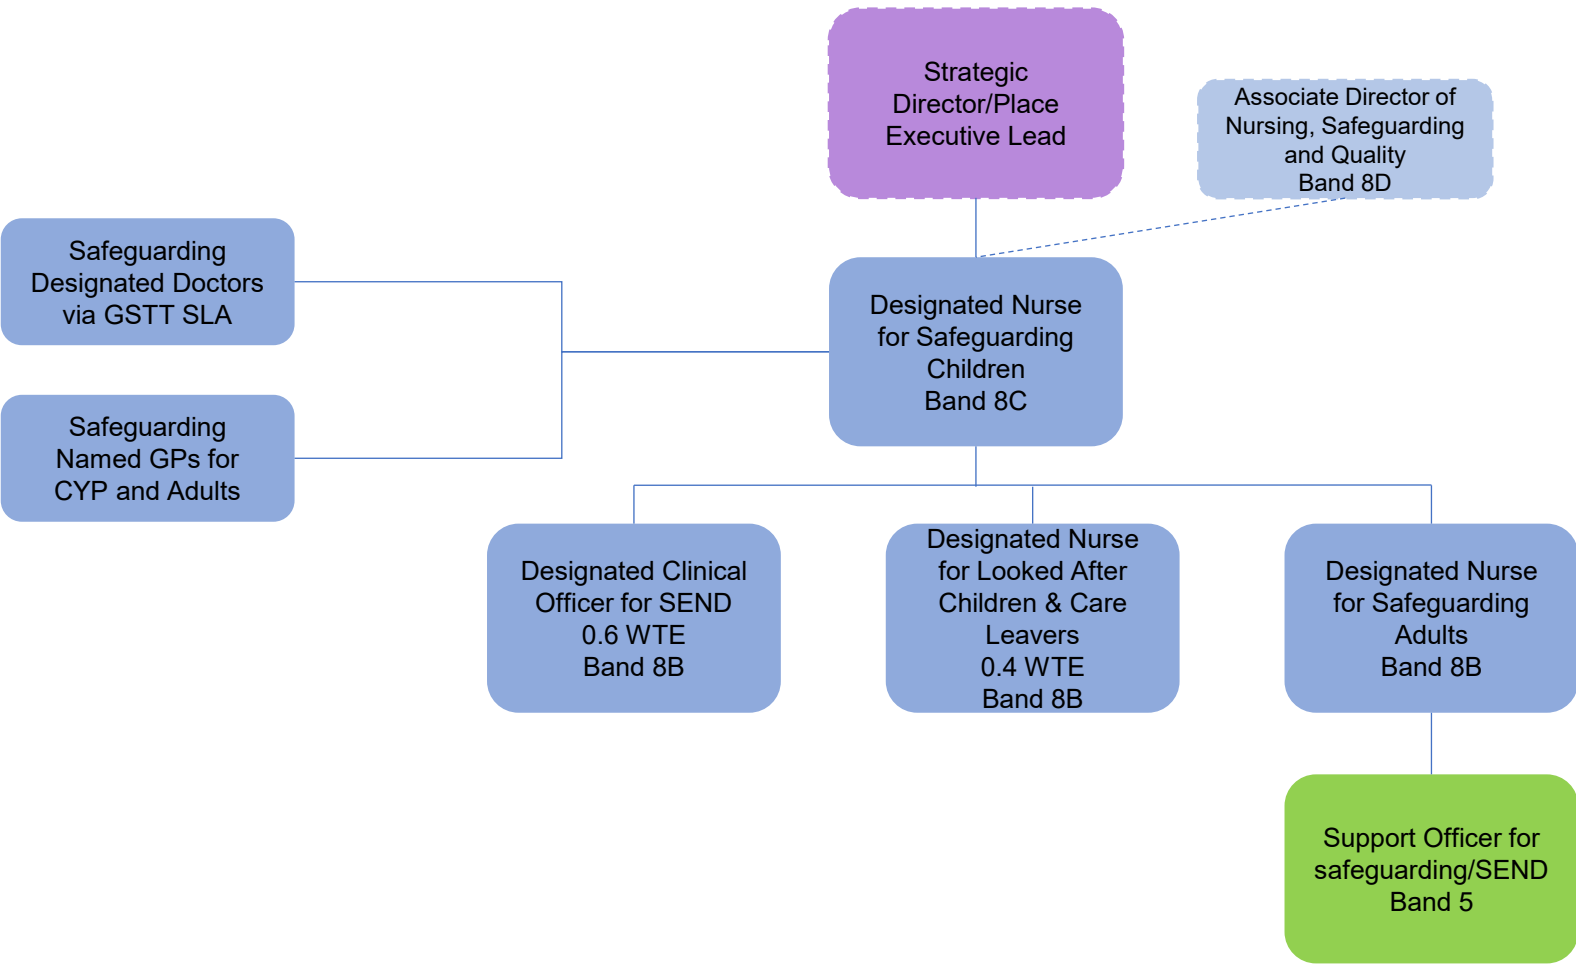 Strategic
Director/Place
Executive Lead
Associate Director of
Nursing, Safeguarding
and Quality
Band 8D
Safeguarding
Designated Doctors
via GSTT SLA
Designated Nurse
for Safeguarding
Children
Band 8C
Safeguarding
Named GPs for
CYP and Adults
Designated Clinical
Officer for SEND
0.6 WTE
Band 8B
Designated Nurse
for Looked After
Children & Care
Leavers
0.4 WTE
Band 8B
Designated Nurse
for Safeguarding
Adults
Band 8B
Support Officer for
safeguarding/SEND
Band 5